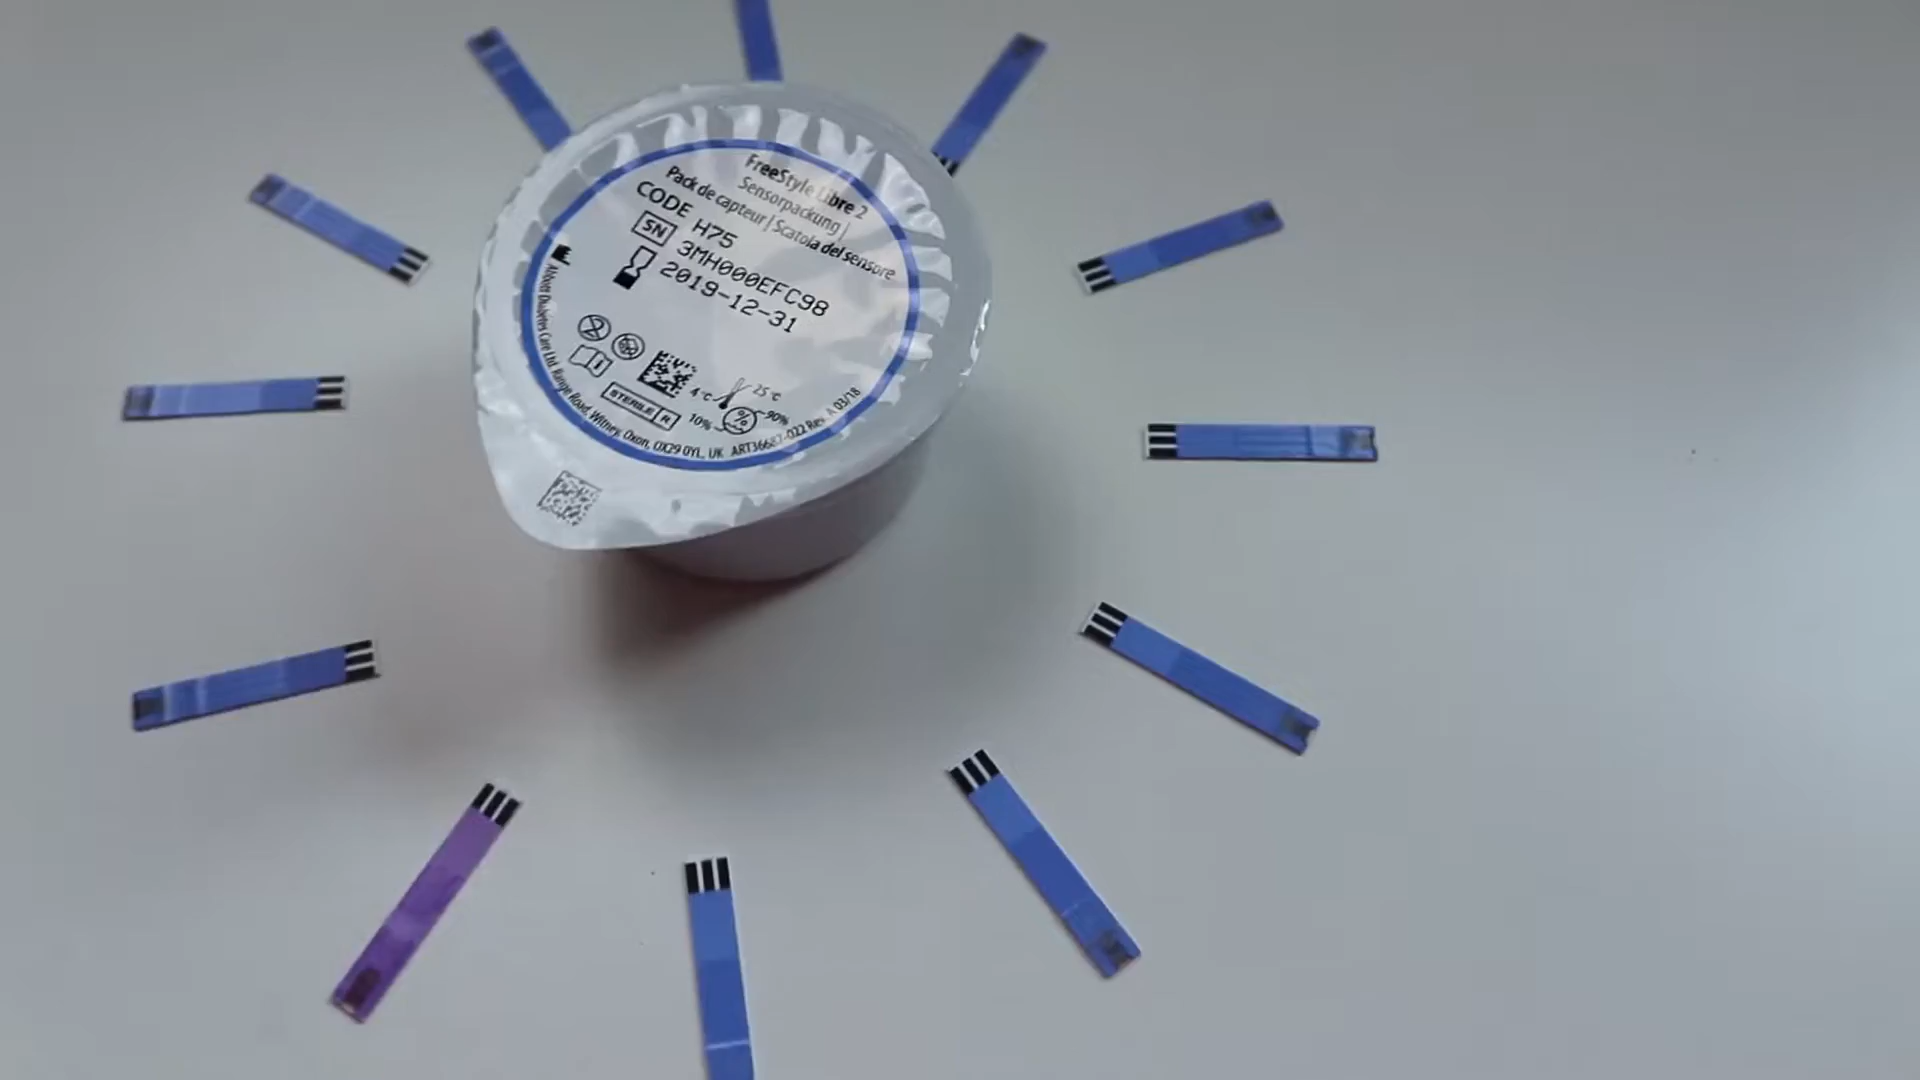 FreeStyle Libre 2
Sensorpackung |
Pack de capteur | Scatola del sensore
CODE H75
SN 3MH000EFC98
2019-12-31
2
4°C 25°C
STERILE R
10% % 90%
Abbott Diabetes Care Ltd. Range Road, Witney, Oxon, OX29 0YL, UK ART36687-022 Rev. A 03/18